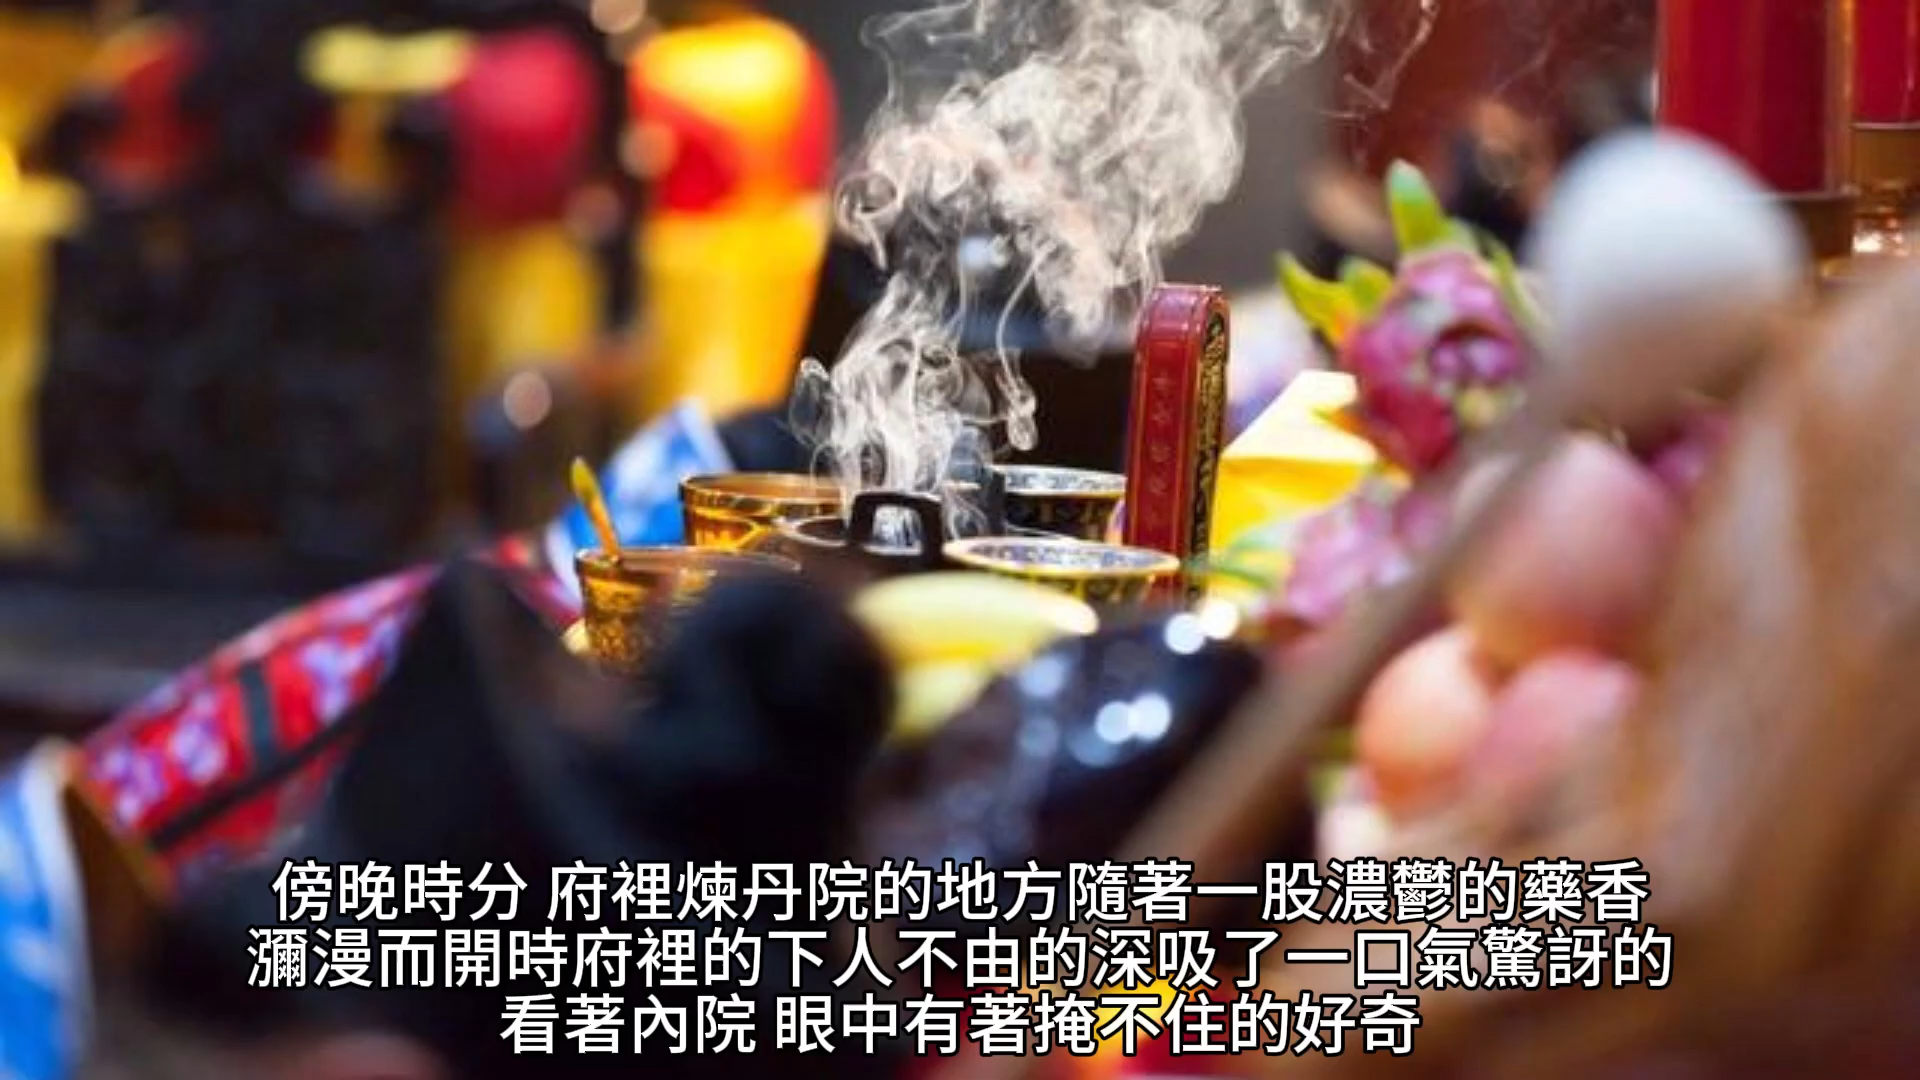 傍晚時分 府裡煉丹院的地方隨著一股濃鬱的藥香
瀰漫而開時府裡的下人不由的深吸了一口氣驚訝的
看著內院 眼中有著掩不住的好奇